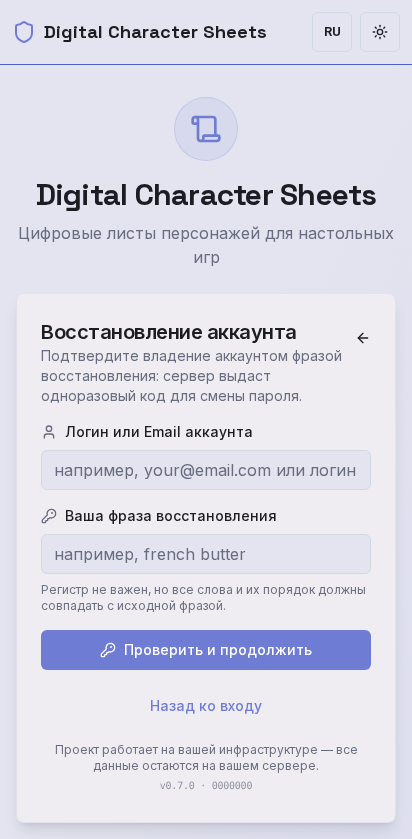 Digital Character Sheets
RU
Digital Character Sheets
Цифровые листы персонажей для настольных
игр
Восстановление аккаунта
Подтвердите владение аккаунтом фразой
восстановления: сервер выдаст
одноразовый код для смены пароля.
Логин или Email аккаунта
например, your@email.com или логин
Ваша фраза восстановления
например, french butter
Регистр не важен, но все слова и их порядок должны
совпадать с исходной фразой.
Проверить и продолжить
Назад ко входу
Проект работает на вашей инфраструктуре — все
данные остаются на вашем сервере.
v0.7.0 · 0000000